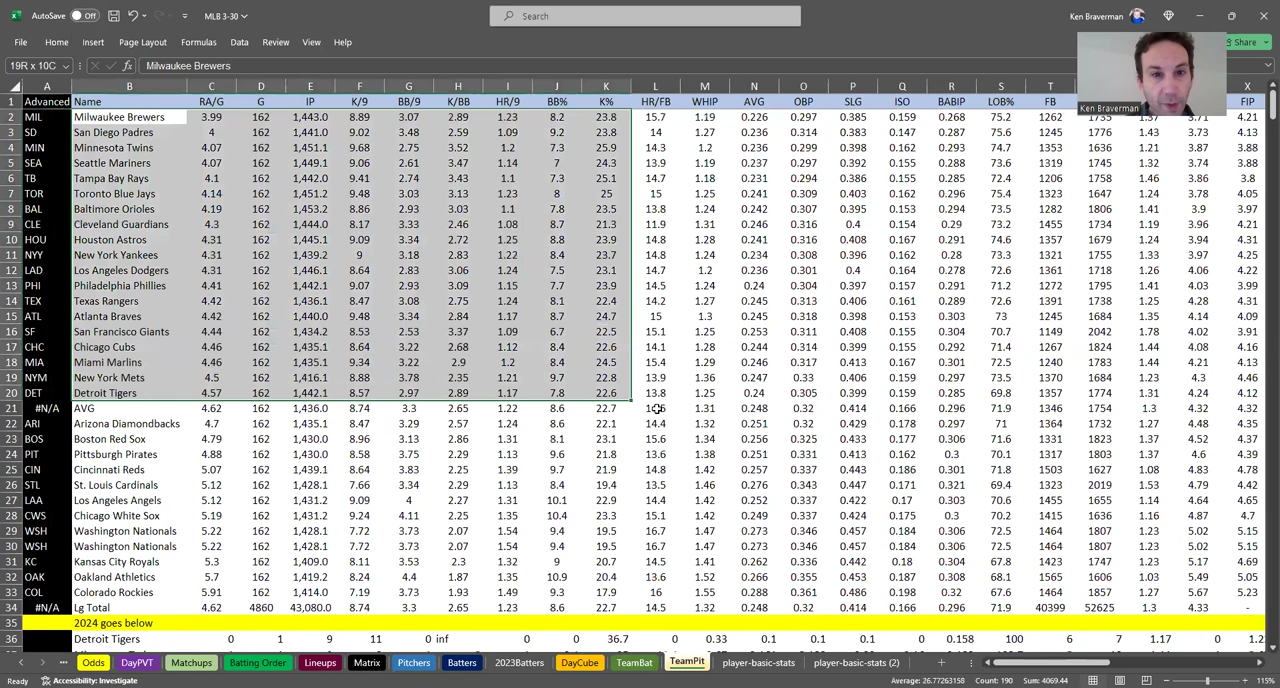 AutoSave Off MLB 3-30 Search Ken Braverman
File Home Insert Page Layout Formulas Data Review View Help Share
19R x 10C fx Milwaukee Brewers
Ken Braverman
A B C D E F G H I J K L M N O P Q R S T X
1 Advanced Name RA/G G IP K/9 BB/9 K/BB HR/9 BB% K% HR/FB WHIP AVG OBP SLG ISO BABIP LOB% FB FIP
2 MIL Milwaukee Brewers 3.99 162 1,443.0 8.89 3.07 2.89 1.23 8.2 23.8 15.7 1.19 0.226 0.297 0.385 0.159 0.268 75.2 1262 1735 1.37 3.71 4.21
3 SD San Diego Padres 4 162 1,441.0 9.02 3.48 2.59 1.09 9.2 23.8 14 1.24 0.231 0.314 0.383 0.147 0.287 75.6 1245 1776 1.43 3.73 4.13
4 MIN Minnesota Twins 4.07 162 1,451.1 9.68 2.75 3.52 1.2 7.3 25.9 14.3 1.2 0.242 0.299 0.398 0.156 0.302 74.7 1353 1668 1.23 3.87 3.88
5 SEA Seattle Mariners 4.07 162 1,449.1 9.06 2.61 3.47 1.14 7 24.3 13.9 1.19 0.237 0.292 0.392 0.155 0.288 73.6 1319 1745 1.32 3.74 3.88
6 TB Tampa Bay Rays 4.1 162 1,442.0 9.41 2.74 3.43 1.1 7.3 25.1 14.7 1.18 0.231 0.294 0.386 0.155 0.288 72.4 1206 1758 1.46 3.86 3.8
7 TOR Toronto Blue Jays 4.14 162 1,451.2 9.48 3.03 3.13 1.23 8 25 15 1.25 0.241 0.309 0.403 0.162 0.296 75.4 1323 1647 1.24 3.78 4.05
8 BAL Baltimore Orioles 4.19 162 1,453.2 8.86 2.93 3.03 1.1 7.8 23.5 13.8 1.24 0.242 0.307 0.395 0.153 0.294 73.5 1282 1806 1.41 3.9 3.97
9 CLE Cleveland Guardians 4.3 162 1,444.0 8.17 3.33 2.46 1.08 8.7 21.3 11.9 1.31 0.246 0.316 0.4 0.154 0.29 73.2 1458 1734 1.19 3.96 4.21
10 HOU Houston Astros 4.31 162 1,445.1 9.09 3.34 2.72 1.25 8.8 23.9 14.8 1.28 0.241 0.316 0.408 0.167 0.291 74.6 1357 1679 1.24 3.94 4.31
11 NYY New York Yankees 4.31 162 1,439.2 9 3.18 2.83 1.22 8.4 23.7 14.8 1.24 0.234 0.308 0.396 0.162 0.28 73.3 1321 1755 1.33 3.97 4.25
12 LAD Los Angeles Dodgers 4.31 162 1,446.1 8.64 2.83 3.06 1.24 7.5 23.1 14.7 1.2 0.236 0.301 0.4 0.164 0.278 72.6 1361 1718 1.26 4.06 4.22
13 PHI Philadelphia Phillies 4.41 162 1,442.1 9.07 2.93 3.09 1.15 7.7 23.9 14.5 1.24 0.24 0.304 0.397 0.157 0.291 71.2 1272 1795 1.41 4.03 3.99
14 TEX Texas Rangers 4.42 162 1,436.1 8.47 3.08 2.75 1.24 8.1 22.4 14.2 1.27 0.245 0.313 0.406 0.161 0.289 72.6 1391 1738 1.25 4.28 4.31
15 ATL Atlanta Braves 4.42 162 1,440.0 9.48 3.34 2.84 1.17 8.7 24.7 15 1.3 0.245 0.318 0.398 0.153 0.303 73 1256 1684 1.35 4.14 4.09
16 SF San Francisco Giants 4.44 162 1,434.2 8.53 2.53 3.37 1.09 6.7 22.5 15.1 1.25 0.253 0.311 0.408 0.155 0.304 70.7 1149 2042 1.78 4.02 3.91
17 CHC Chicago Cubs 4.46 162 1,435.1 8.64 3.22 2.68 1.12 8.4 22.6 14.1 1.28 0.244 0.315 0.399 0.155 0.292 71.4 1267 1824 1.44 4.08 4.16
18 MIA Miami Marlins 4.46 162 1,435.1 9.34 3.22 2.9 1.2 8.4 24.5 15.4 1.29 0.246 0.317 0.413 0.167 0.301 72.5 1240 1783 1.44 4.21 4.13
19 NYM New York Mets 4.5 162 1,416.1 8.88 3.78 2.35 1.21 9.7 22.8 13.9 1.36 0.247 0.33 0.406 0.158 0.298 73.5 1370 1684 1.23 4.3 4.46
20 DET Detroit Tigers 4.57 162 1,442.1 8.57 2.97 2.89 1.17 7.8 22.6 13.8 1.25 0.24 0.305 0.399 0.159 0.285 69.8 1357 1774 1.31 4.24 4.12
21 #N/A AVG 4.62 162 1,436.0 8.74 3.3 2.65 1.22 8.6 22.7 1.31 0.248 0.32 0.414 0.166 0.296 71.9 1346 1754 1.3 4.32 4.32
22 ARI Arizona Diamondbacks 4.7 162 1,436.1 8.47 3.29 2.57 1.24 8.6 22.1 14.4 1.32 0.251 0.32 0.429 0.178 0.298 71 1364 1732 1.27 4.48 4.35
23 BOS Boston Red Sox 4.79 162 1,430.0 8.96 3.13 2.86 1.31 8.1 23.1 15.6 1.34 0.256 0.325 0.433 0.177 0.308 71.6 1330 1823 1.37 4.52 4.37
24 PIT Pittsburgh Pirates 4.88 162 1,430.0 8.58 3.75 2.29 1.13 9.6 21.8 13.6 1.38 0.251 0.331 0.413 0.162 0.3 70.1 1317 1803 1.37 4.6 4.39
25 CIN Cincinnati Reds 5.07 162 1,439.1 8.64 3.83 2.25 1.39 9.7 21.9 14.8 1.42 0.256 0.337 0.442 0.186 0.301 71.8 1503 1627 1.08 4.83 4.78
26 STL St. Louis Cardinals 5.12 162 1,428.1 7.66 3.34 2.29 1.13 8.4 19.4 13.5 1.46 0.276 0.343 0.447 0.171 0.321 69.4 1323 2019 1.53 4.79 4.42
27 LAA Los Angeles Angels 5.12 162 1,431.2 9.09 4 2.27 1.31 10.1 22.9 14.4 1.41 0.252 0.337 0.422 0.17 0.303 70.6 1455 1655 1.14 4.64 4.65
28 CWS Chicago White Sox 5.19 162 1,431.2 9.24 4.11 2.25 1.35 10.4 23.3 15.1 1.42 0.249 0.337 0.424 0.175 0.3 70.2 1415 1636 1.16 4.87 4.7
29 WSH Washington Nationals 5.22 162 1,428.1 7.72 3.73 2.07 1.4 9.4 19.5 16.7 1.42 0.273 0.346 0.457 0.184 0.306 71.9 1464 1807 1.23 5.02 5.15
30 WSH Washington Nationals 5.22 162 1,428.1 7.72 3.73 2.07 1.4 9.4 19.5 16.7 1.42 0.273 0.346 0.457 0.184 0.306 71.9 1464 1807 1.23 5.02 5.15
31 KC Kansas City Royals 5.3 162 1,409.0 8.11 3.53 2.3 1.22 9 20.7 14.5 1.41 0.262 0.336 0.442 0.18 0.304 67.8 1323 1742 1.23 5.17 4.69
32 OAK Oakland Athletics 5.7 162 1,419.2 8.24 4.4 1.87 1.35 10.9 20.4 13.6 1.52 0.266 0.355 0.453 0.187 0.308 68.1 1568 1606 1.03 5.49 5.05
33 COL Colorado Rockies 5.91 162 1,414.0 7.19 3.73 1.93 1.49 9.3 18 16 1.55 0.288 0.361 0.486 0.198 0.32 67.6 1464 1857 1.27 5.67 5.23
34 #N/A Lg Total 4.62 4860 43,080.0 8.74 3.3 2.65 1.22 8.6 22.7 14.5 1.32 0.248 0.32 0.414 0.166 0.296 71.9 40399 52625 1.3 4.33 -
35 2024 goes below
36 Detroit Tigers 0 1 9 11 0 inf 0 0 36.7 0 0.33 0.1 0.1 0.1 0 0.158 100 6 7 1.17 0 1.2
Odds DayPVT Matchups Batting Order Lineups Matrix Pitchers Batters 2023Batters DayCube TeamBat TeamPit player-basic-stats player-basic-stats (2)
Ready Accessibility: Investigate Average: 26.77263158 Count: 190 Sum: 4069.44 115%